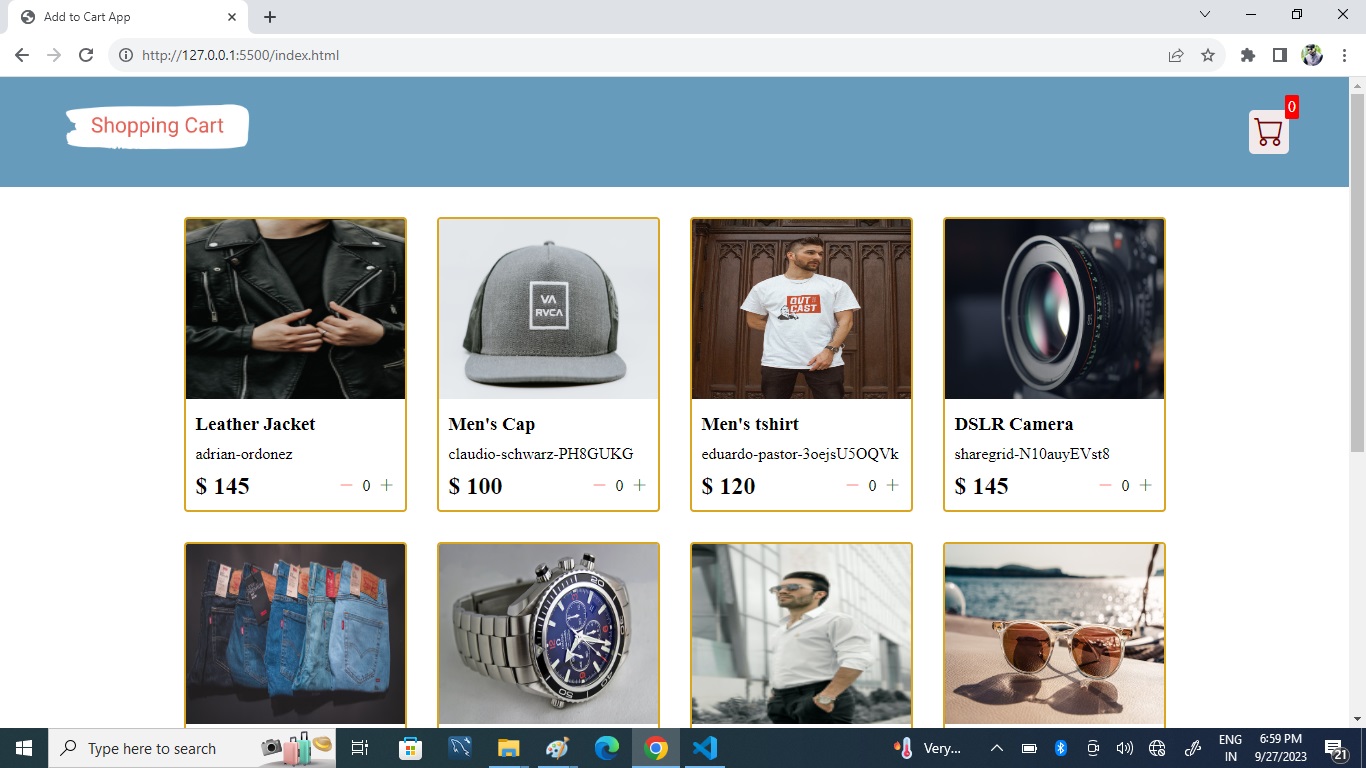 Add to Cart App
http://127.0.0.1:5500/index.html
Shopping Cart
0
VA
RVCA
OUT
CAST
Leather Jacket
Men's Cap
Men's tshirt
DSLR Camera
adrian-ordonez
claudio-schwarz-PH8GUKG
eduardo-pastor-3oejsU5OQVk
sharegrid-N10auyEVst8
$ 145
0
$ 100
0
$ 120
0
$ 145
0
Type here to search
Very...
ENG
IN
6:59 PM
9/27/2023
21